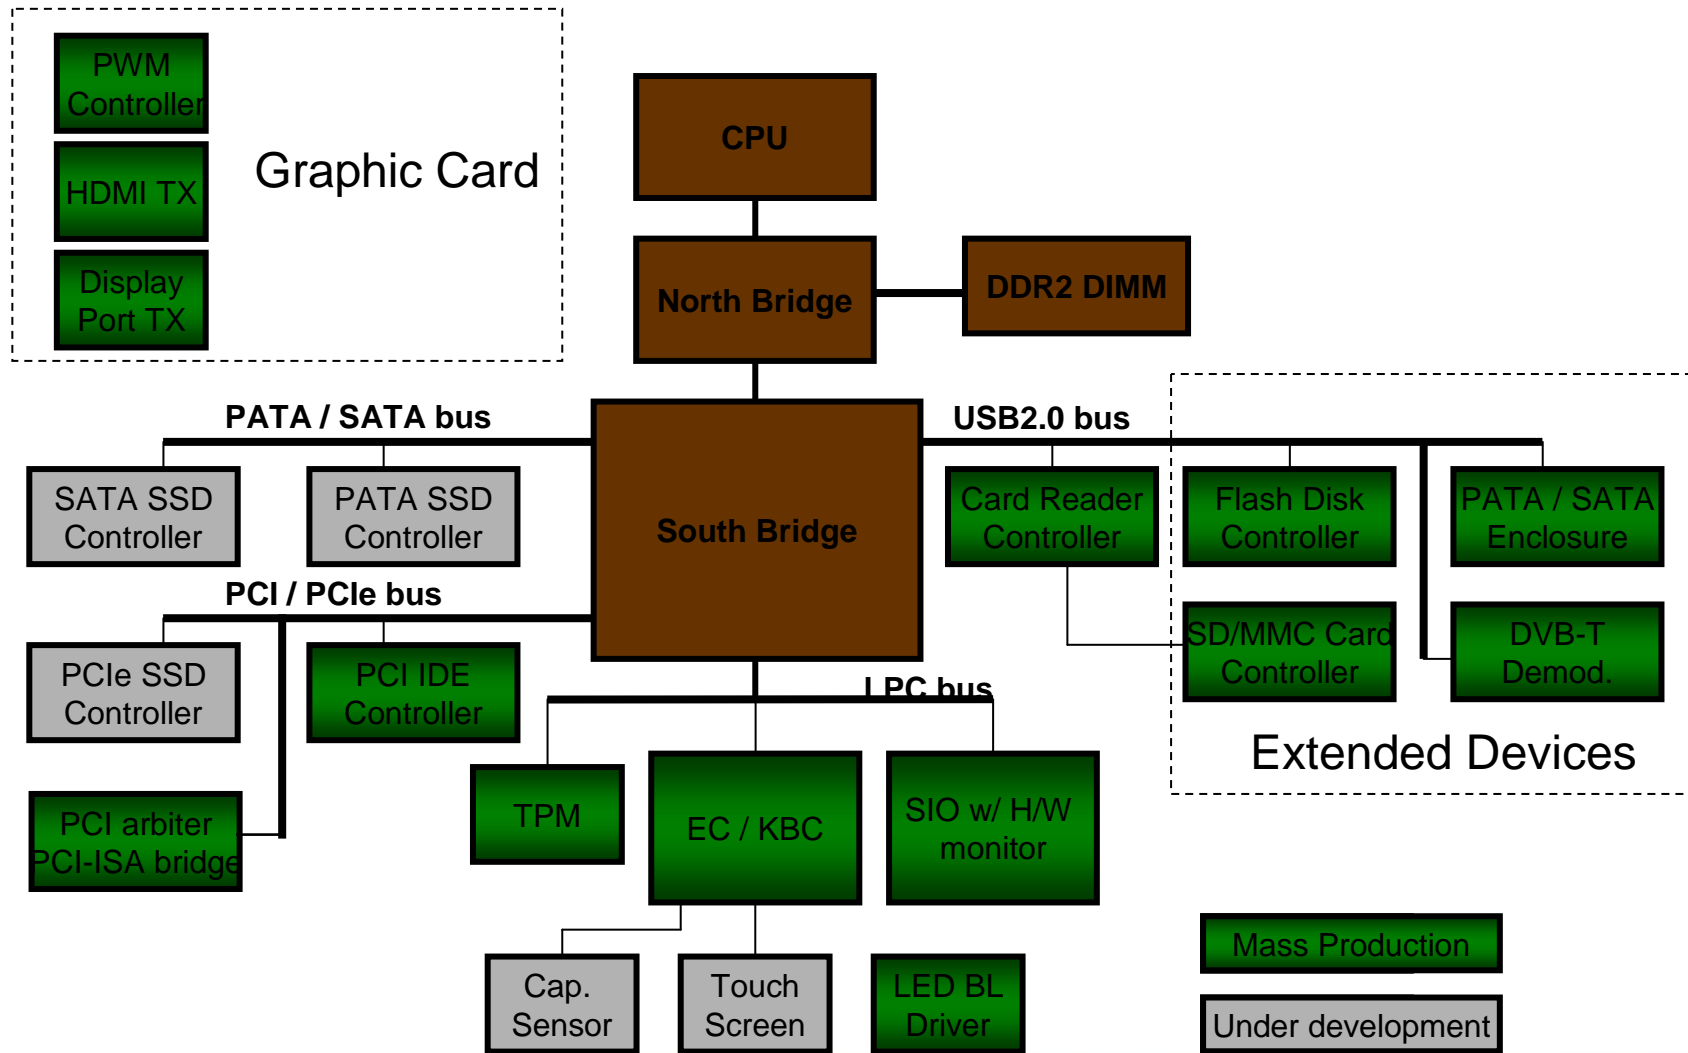 PWM
Controller
HDMI TX
Display
Port TX
Graphic Card
CPU
North Bridge
DDR2 DIMM
PATA / SATA bus
South Bridge
USB2.0 bus
SATA SSD
Controller
PATA SSD
Controller
Card Reader
Controller
Flash Disk
Controller
PATA / SATA
Enclosure
PCI / PCIe bus
PCIe SSD
Controller
PCI IDE
Controller
SD/MMC Card
Controller
DVB-T
Demod.
Extended Devices
LPC bus
PCI arbiter
PCI-ISA bridge
TPM
EC / KBC
SIO w/ H/W
monitor
Cap.
Sensor
Touch
Screen
LED BL
Driver
Mass Production
Under development